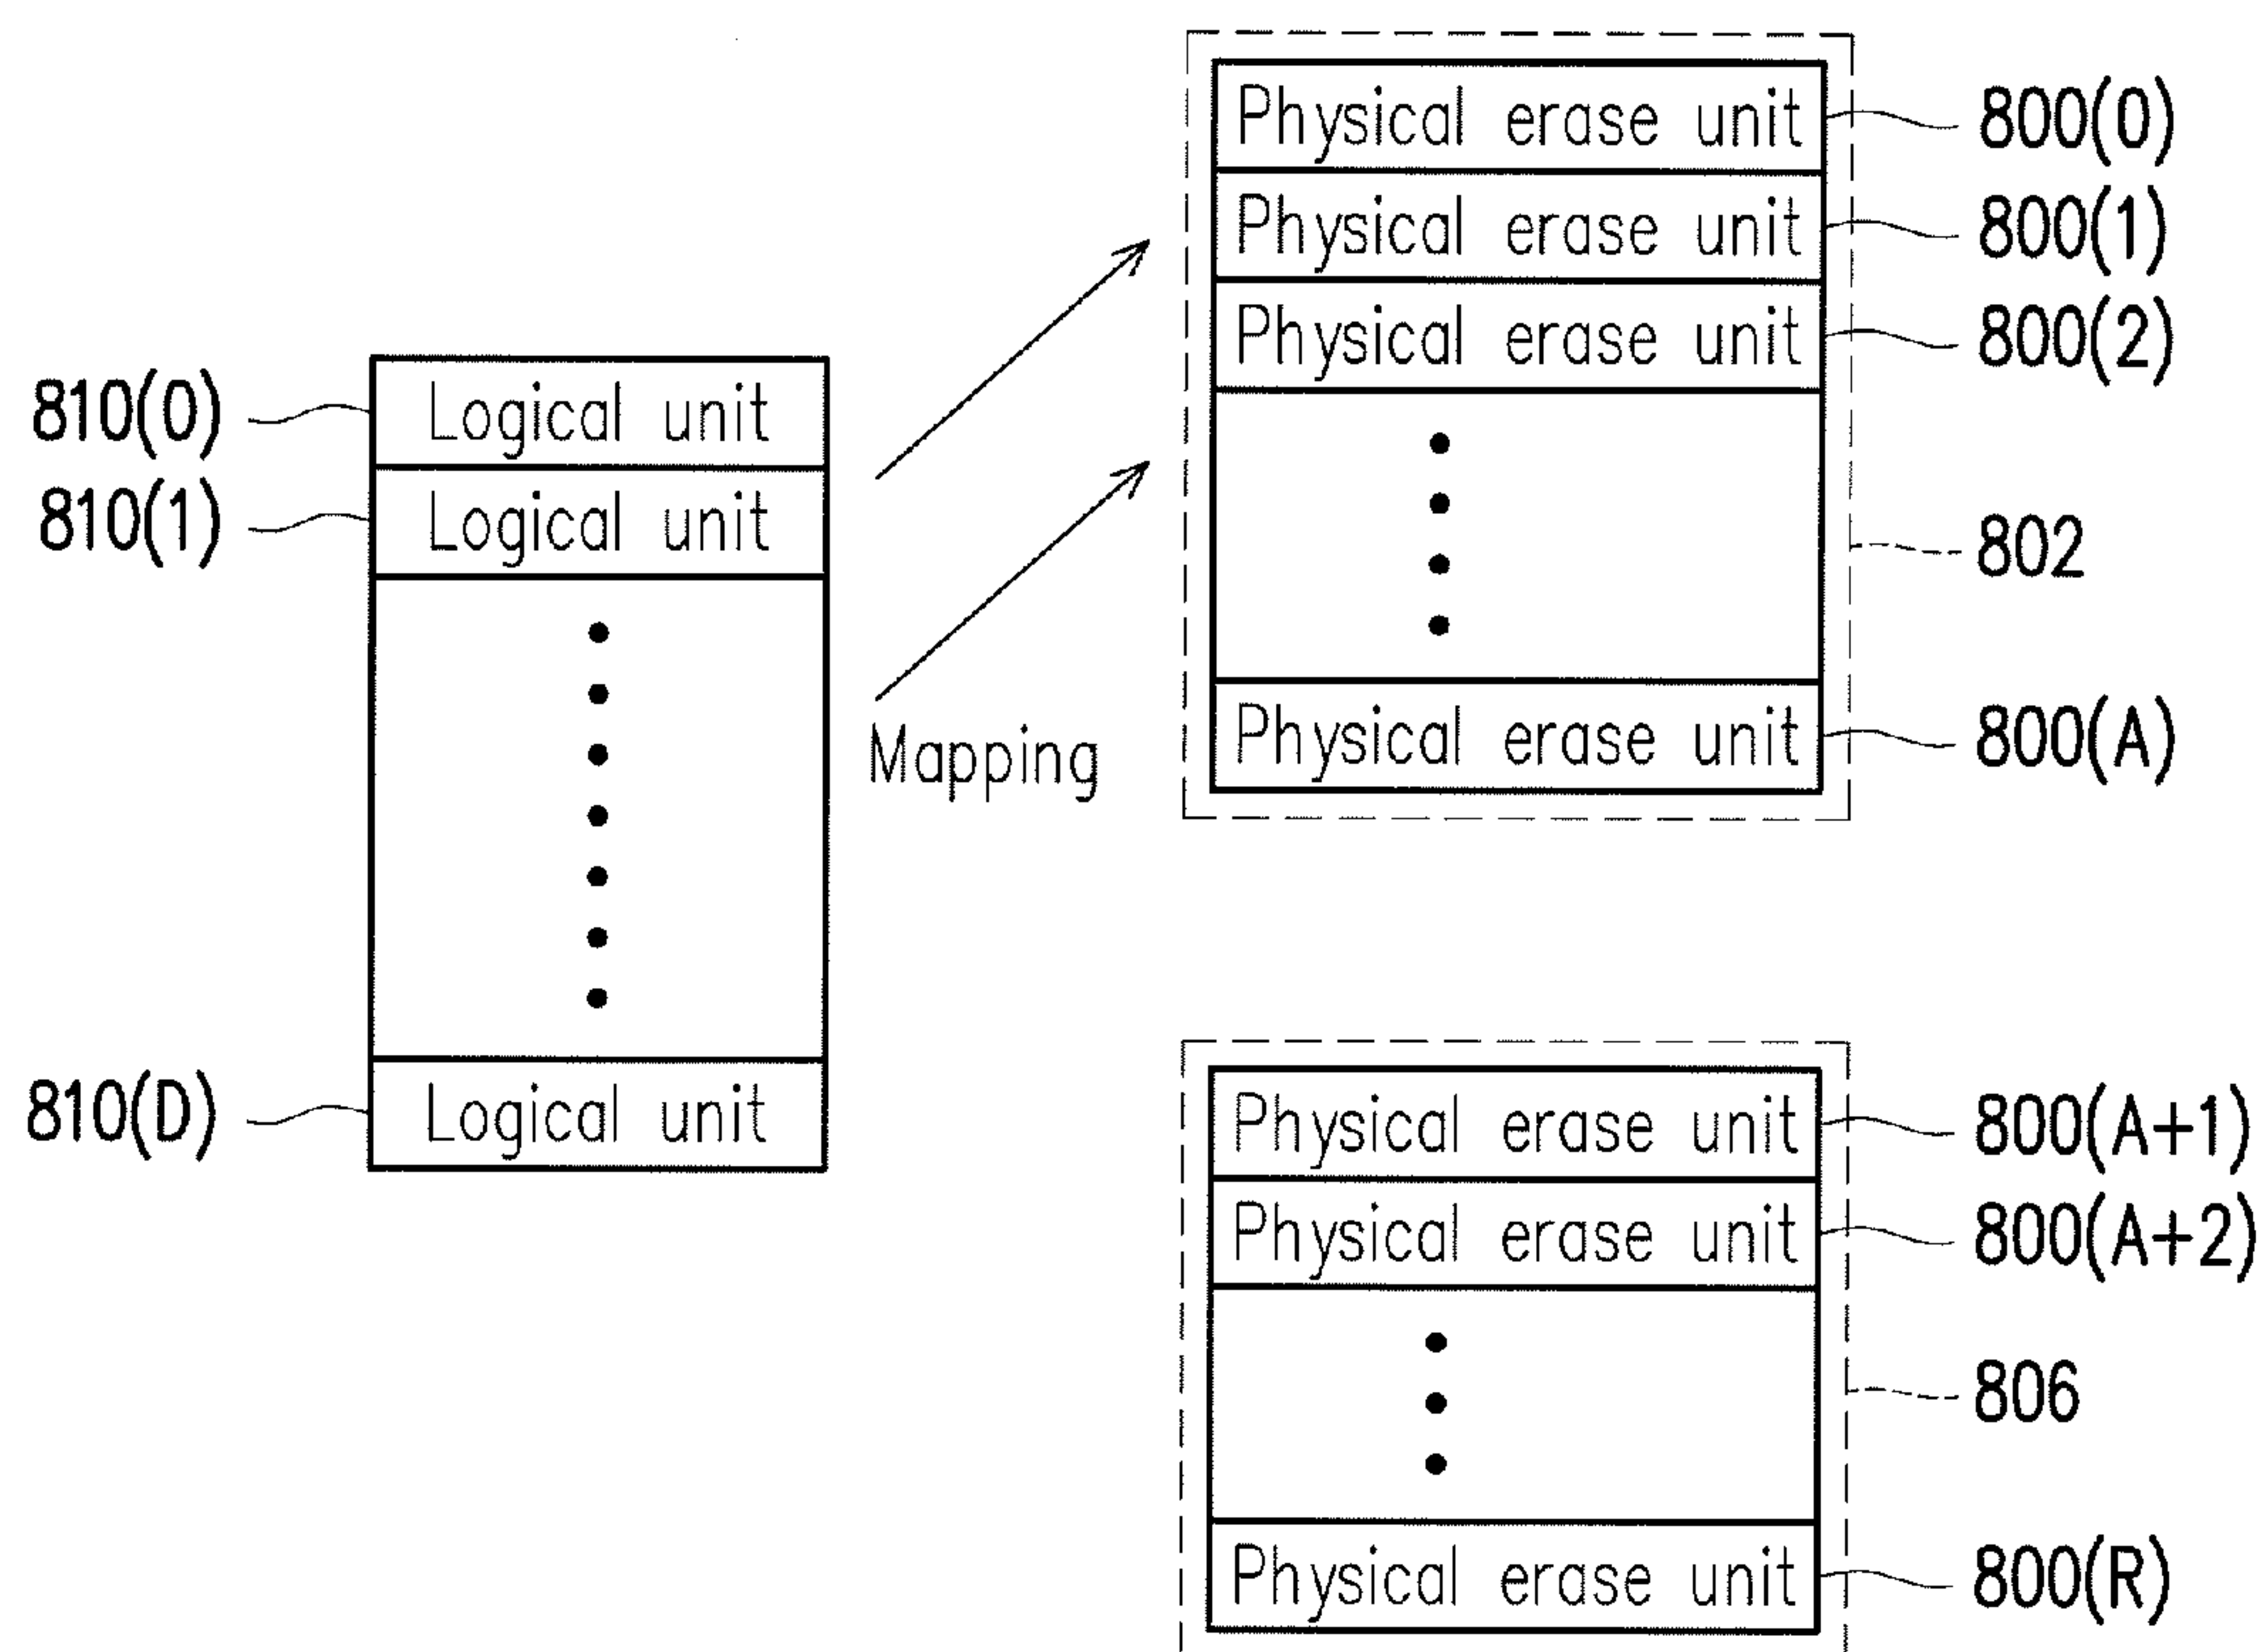 810(0) Logical unit
810(1) Logical unit
810(D) Logical unit
Mapping
Physical erase unit 800(0)
Physical erase unit 800(1)
Physical erase unit 800(2)
802
Physical erase unit 800(A)
Physical erase unit 800(A+1)
Physical erase unit 800(A+2)
806
Physical erase unit 800(R)